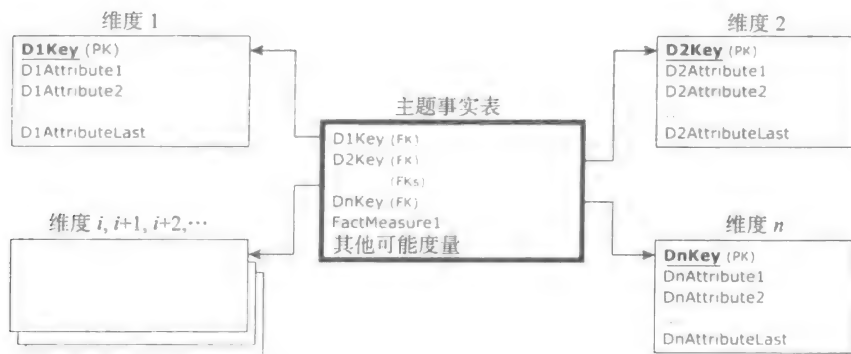 维度 1
D1Key (PK)
D1Attribute1
D1Attribute2
D1AttributeLast
维度 2
D2Key (PK)
D2Attribute1
D2Attribute2
..
D2AttributeLast
主题事实表
D1Key (FK)
D2Key (FK)
(FKs)
DnKey (FK)
FactMeasure1
其他可能度量
维度 i, i+1, i+2,…
维度 n
DnKey (PK)
DnAttribute1
DnAttribute2
...
DnAttributeLast